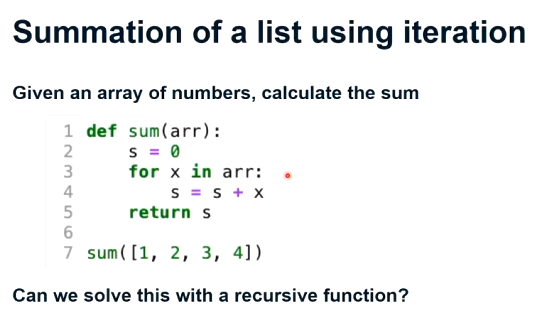 Summation of a list using iteration
Given an array of numbers, calculate the sum
1 def sum(arr):
2     s = 0
3     for x in arr:
4         s = s + x
5     return s
6
7 sum([1, 2, 3, 4])
Can we solve this with a recursive function?